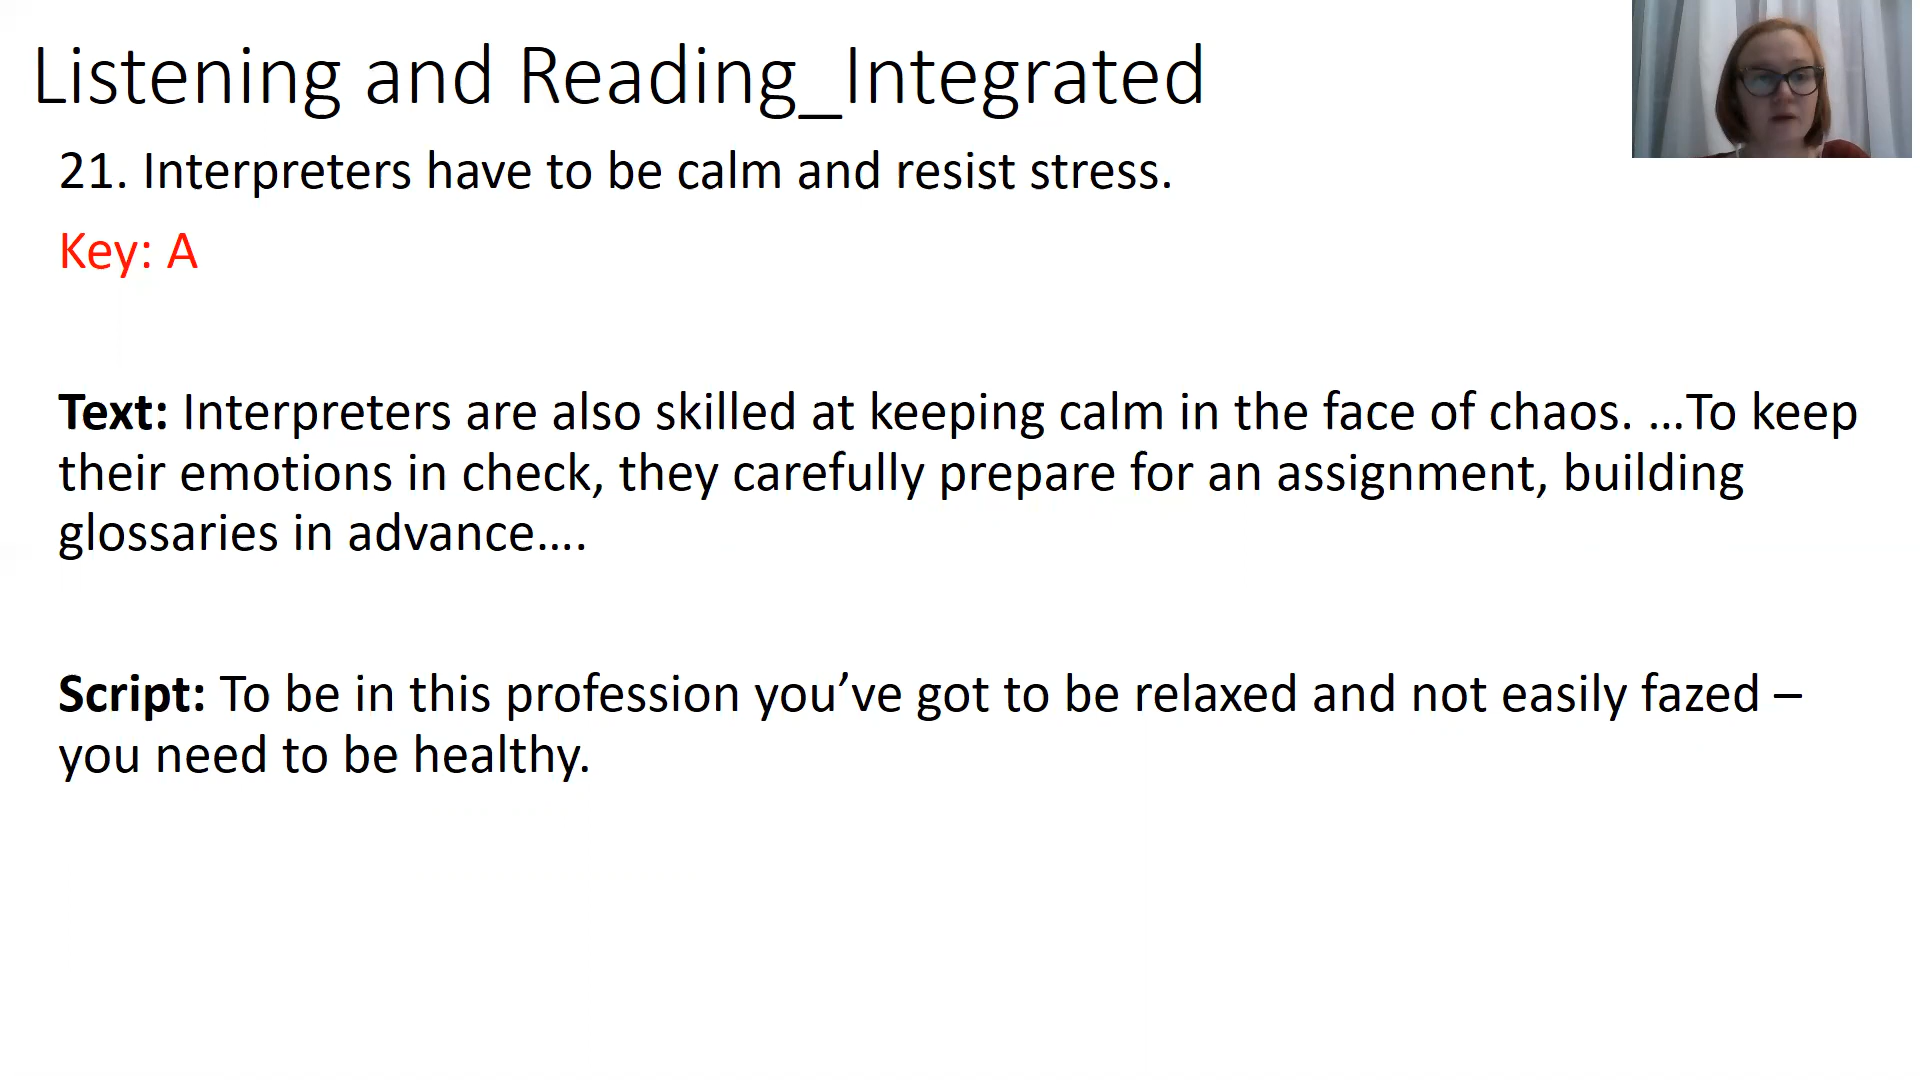 Listening and Reading_Integrated
21. Interpreters have to be calm and resist stress.
Key: A
Text: Interpreters are also skilled at keeping calm in the face of chaos. …To keep
their emotions in check, they carefully prepare for an assignment, building
glossaries in advance….
Script: To be in this profession you’ve got to be relaxed and not easily fazed –
you need to be healthy.